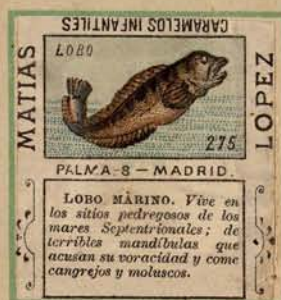 CARAMELOS INFANTILES
MATIAS
LOPEZ
LOBO
275
PALMA-8 — MADRID.
LOBO MARINO. Vive en
los sitios pedregosos de los
mares Septentrionales; de
terribles mandíbulas que
acusan su voracidad y come
cangrejos y moluscos.